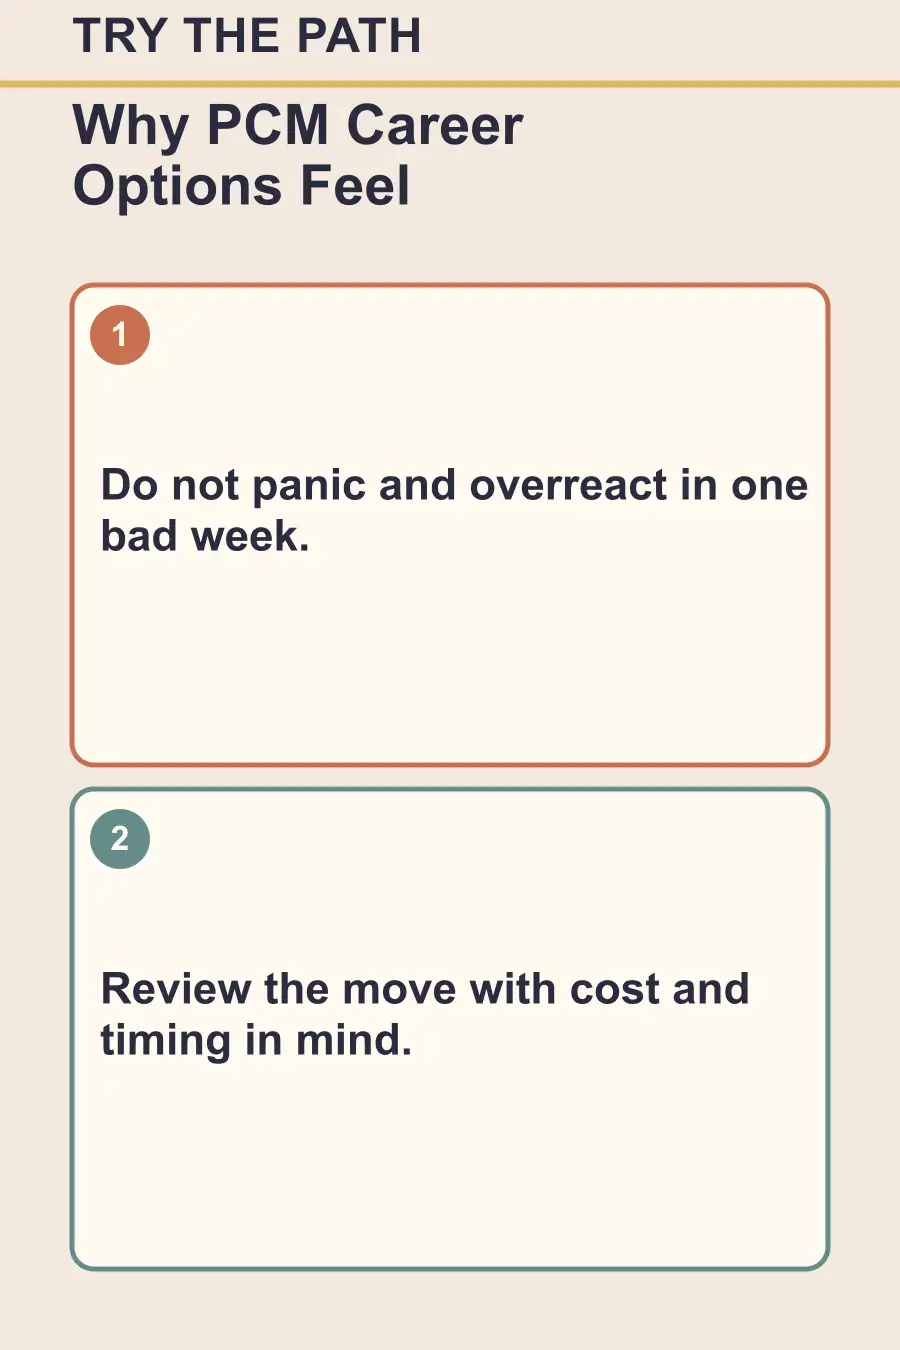 TRY THE PATH
Why PCM Career
Options Feel
1
Do not panic and overreact in one
bad week.
2
Review the move with cost and
timing in mind.